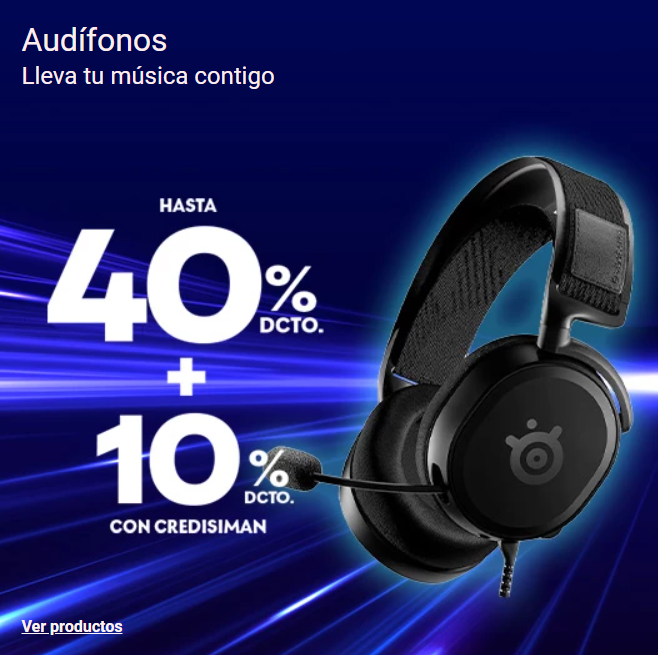 Audífonos
Lleva tu música contigo
HASTA
40%
DCTO.
+
10%
DCTO.
CON CREDISIMAN
Ver productos